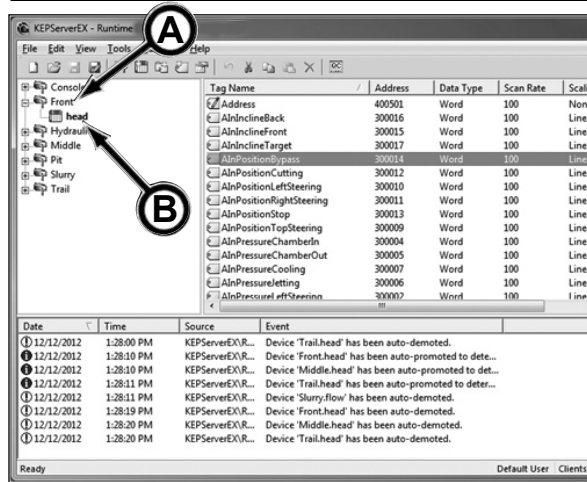 KEPServerEX - Runtime
File Edit View Tools Help
A
Console
Front
head
Hydrauli
Middle
Pit
Slurry
Trail
B
Tag Name / Address Data Type Scan Rate Scali
Address 400501 Word 100 Non
AInInclineBack 300016 Word 100 Line
AInInclineFront 300015 Word 100 Line
AInInclineTarget 300017 Word 100 Line
AInPositionBypass 300014 Word 100 Line
AInPositionCutting 300012 Word 100 Line
AInPositionLeftSteering 300010 Word 100 Line
AInPositionRightSteering 300011 Word 100 Line
AInPositionStop 300013 Word 100 Line
AInPositionTopSteering 300009 Word 100 Line
AInPressureChamberIn 300004 Word 100 Line
AInPressureChamberOut 300005 Word 100 Line
AInPressureCooling 300007 Word 100 Line
AInPressureJetting 300006 Word 100 Line
AInPressureLeftSteering 300002 Word 100 Line
Date Time Source Event
12/12/2012 1:28:00 PM KEPServerEX\R... Device 'Trail.head' has been auto-demoted.
12/12/2012 1:28:10 PM KEPServerEX\R... Device 'Front.head' has been auto-promoted to dete...
12/12/2012 1:28:10 PM KEPServerEX\R... Device 'Middle.head' has been auto-promoted to det...
12/12/2012 1:28:11 PM KEPServerEX\R... Device 'Trail.head' has been auto-promoted to deter...
12/12/2012 1:28:11 PM KEPServerEX\R... Device 'Slurry.flow' has been auto-demoted.
12/12/2012 1:28:19 PM KEPServerEX\R... Device 'Front.head' has been auto-demoted.
12/12/2012 1:28:20 PM KEPServerEX\R... Device 'Middle.head' has been auto-demoted.
12/12/2012 1:28:20 PM KEPServerEX\R... Device 'Trail.head' has been auto-demoted.
Ready Default User Clients